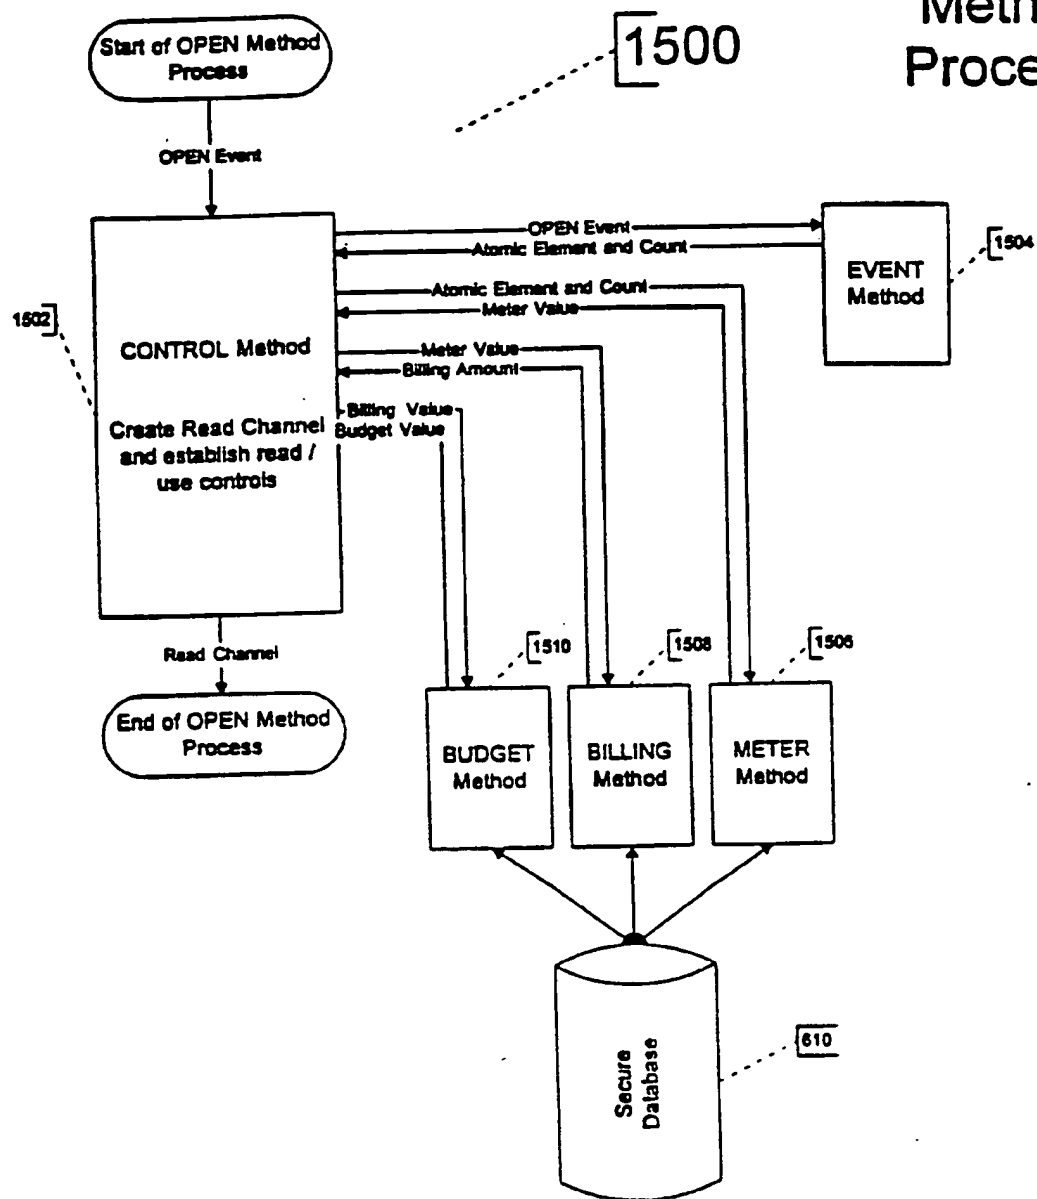 Start of OPEN Method
Process
1500
OPEN Event
OPEN Event
Atomic Element and Count
EVENT
Method
1504
Atomic Element and Count
Meter Value
1502
CONTROL Method
Meter Value
Billing Amount
Create Read Channel
and establish read /
use controls
Billing Value
Budget Value
Read Channel
1510
1508
1506
End of OPEN Method
Process
BUDGET
Method
BILLING
Method
METER
Method
610
Secure
Database